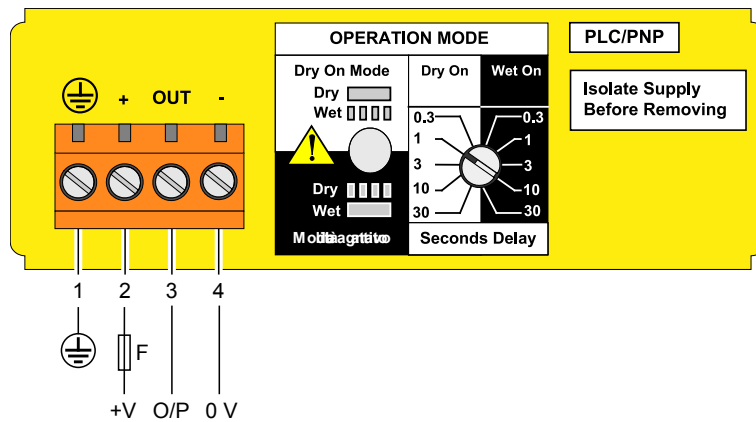 OPERATION MODE
PLC/PNP
Dry On Mode
Dry On
Wet On
Dry
Wet
Isolate Supply
Before Removing
+ OUT -
0.3
1
3
10
30
0.3
1
3
10
30
!
Dry
Wet
Seconds Delay
1 2 3 4
F
+V O/P 0 V